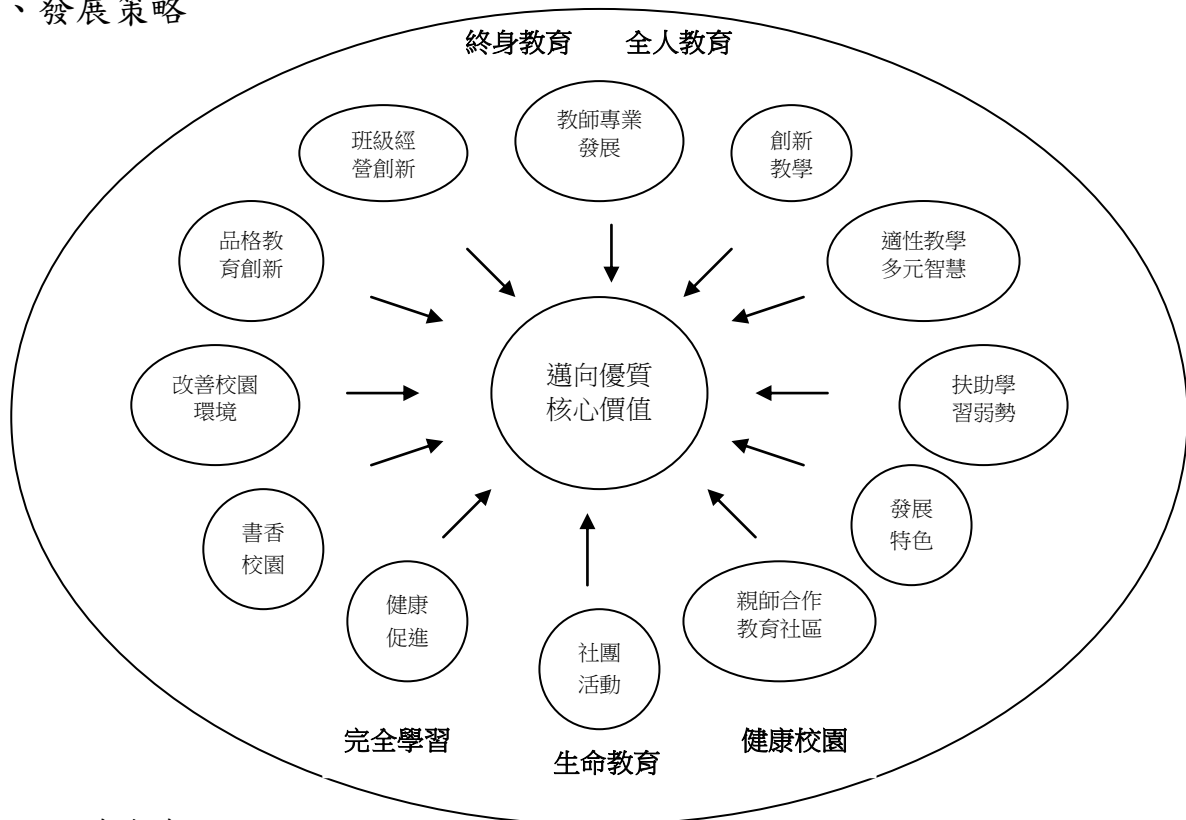 、發展策略
終身教育 全人教育
教師專業
發展
班級經
營創新
創新
教學
品格教
育創新
適性教學
多元智慧
改善校園
環境
邁向優質
核心價值
扶助學
習弱勢
書香
校園
發展
特色
健康
促進
親師合作
教育社區
社團
活動
完全學習
生命教育
健康校園